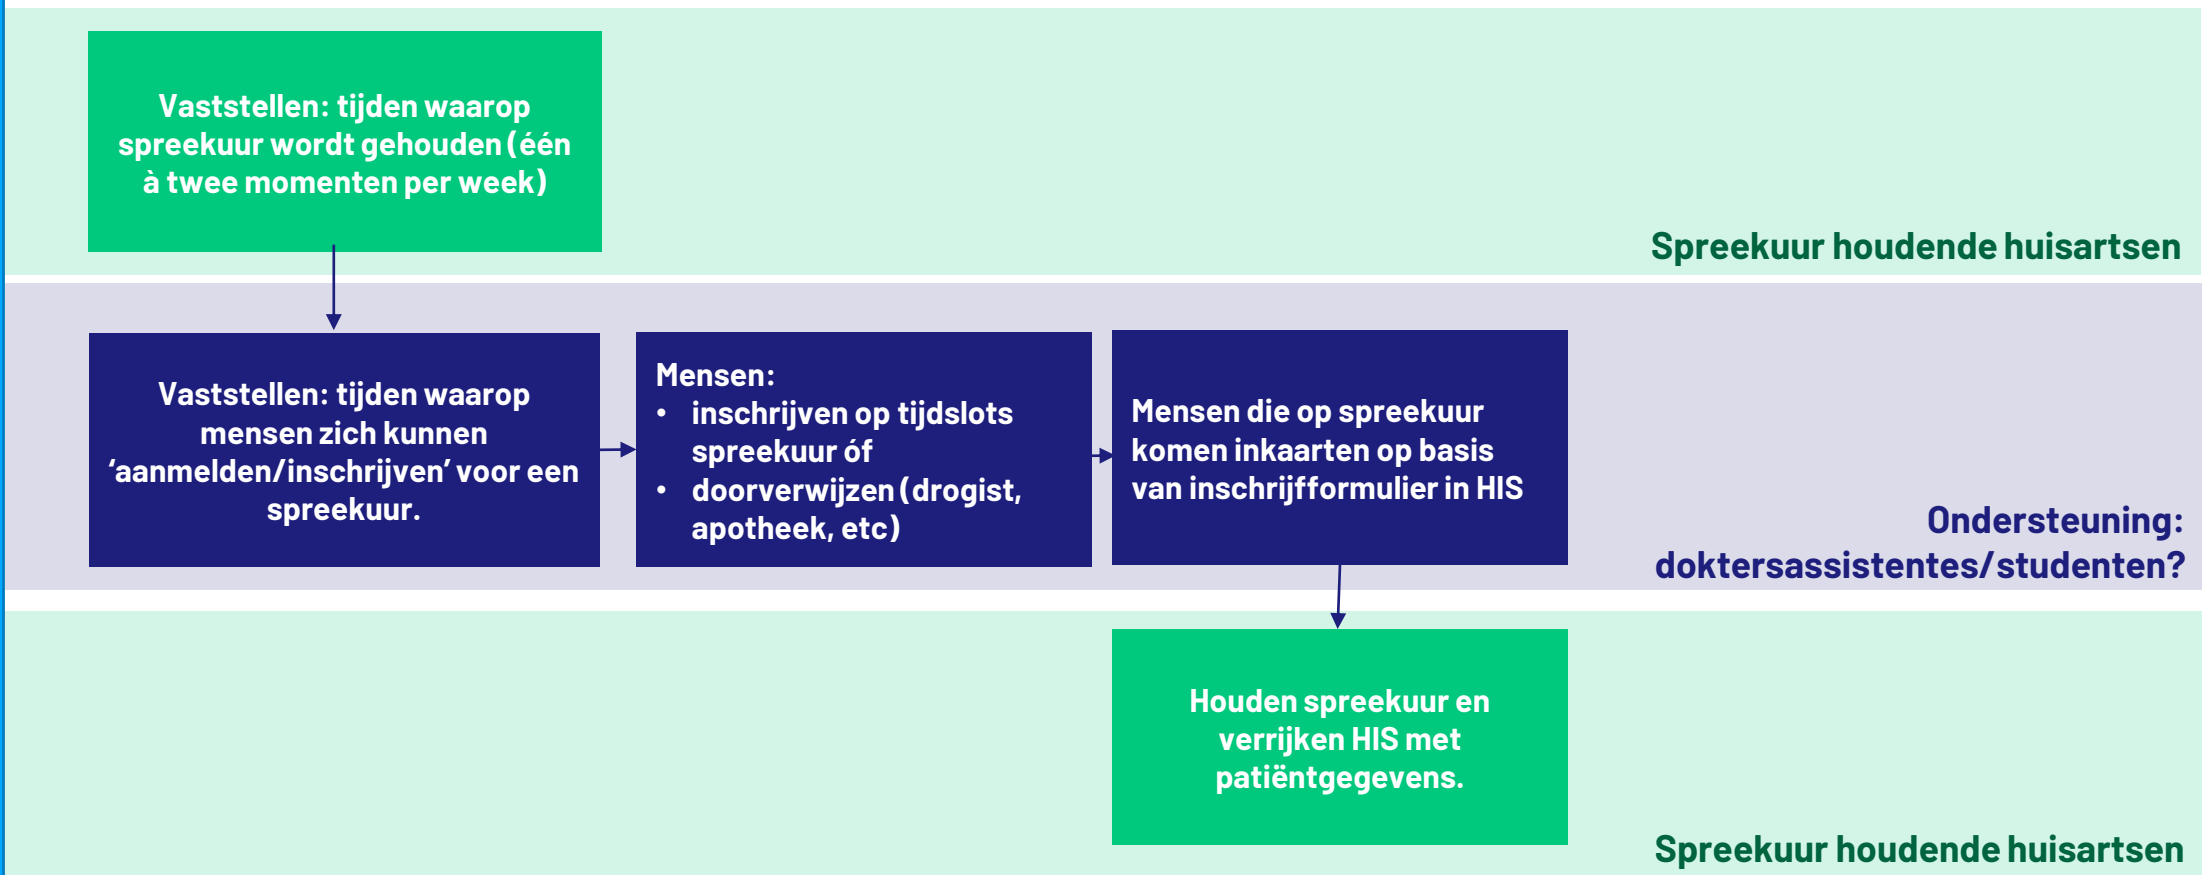 Vaststellen: tijden waarop
spreekuur wordt gehouden (één
à twee momenten per week)
Spreekuur houdende huisartsen
Vaststellen: tijden waarop
mensen zich kunnen
‘aanmelden/inschrijven’ voor een
spreekuur.
Mensen:
• inschrijven op tijdslots
spreekuur óf
• doorverwijzen (drogist,
apotheek, etc)
Mensen die op spreekuur
komen inkaarten op basis
van inschrijfformulier in HIS
Ondersteuning:
doktersassistentes/studenten?
Houden spreekuur en
verrijken HIS met
patiëntgegevens.
Spreekuur houdende huisartsen